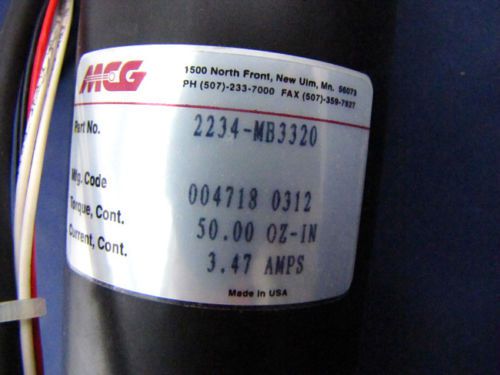 MCG
1500 North Front, New Ulm, Mn. 56073
PH (507)-233-7000 FAX (507)-359-7827
Part No. 2234-MB3320
Mfg. Code 004718 0312
Torque, Cont. 50.00 OZ-IN
Current, Cont. 3.47 AMPS
Made in USA